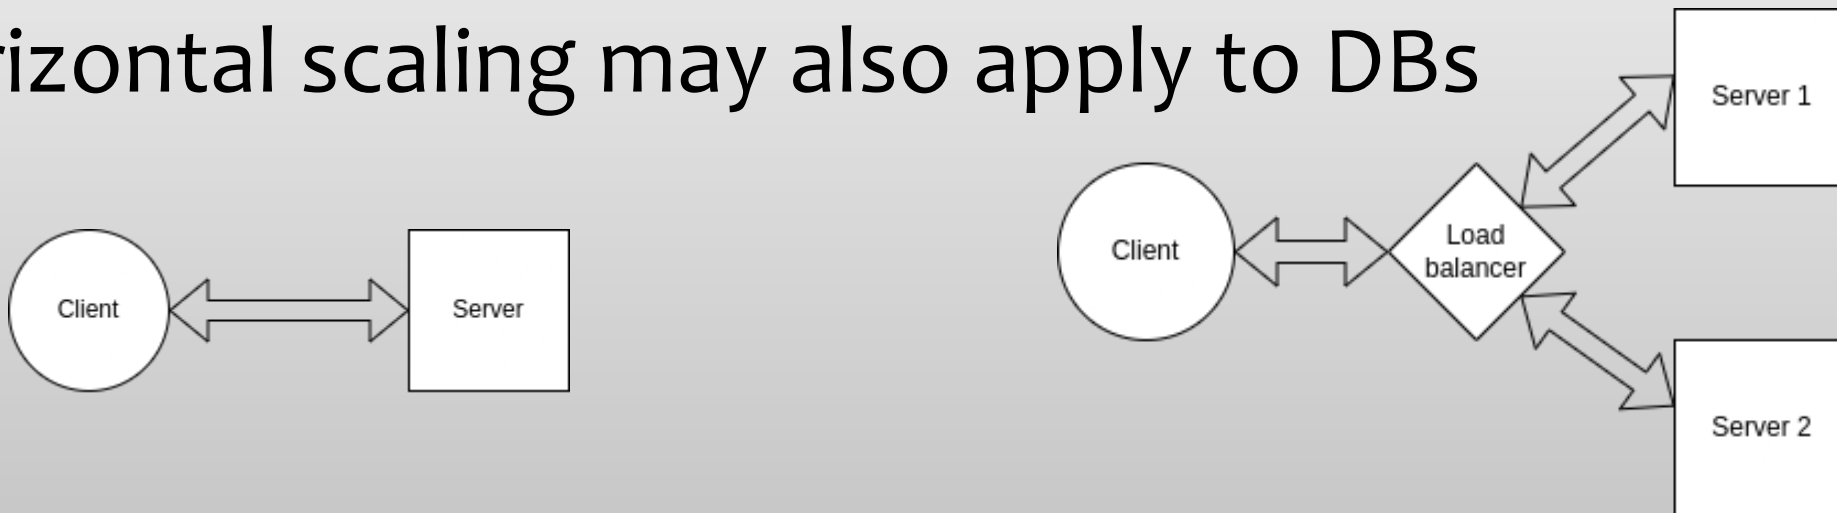 rizontal scaling may also apply to DBs
Client
Server
Client
Load
balancer
Server 1
Server 2